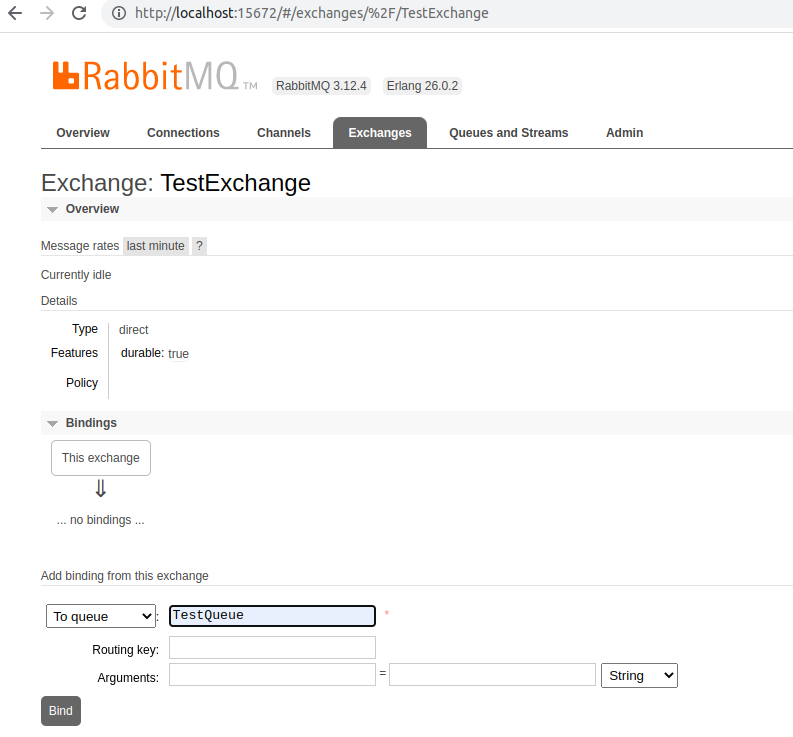 http://localhost:15672/#/exchanges/%2F/TestExchange
RabbitMQ TM RabbitMQ 3.12.4 Erlang 26.0.2
Overview Connections Channels Exchanges Queues and Streams Admin
Exchange: TestExchange
Overview
Message rates last minute ?
Currently idle
Details
Type direct
Features durable: true
Policy
Bindings
This exchange
⇓
... no bindings ...
Add binding from this exchange
To queue : TestQueue *
Routing key:
Arguments: = String
Bind